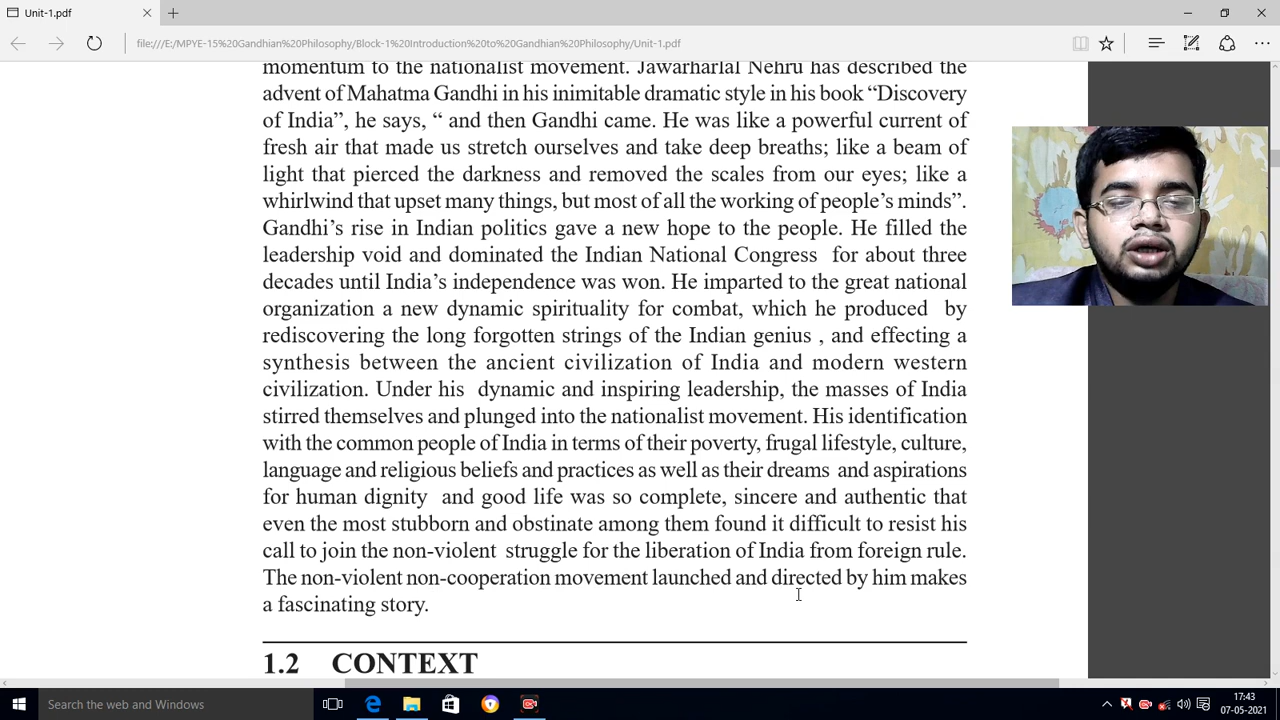 Unit-1.pdf
file:///E:/MPYE-15%20Gandhian%20Philosophy/Block-1%20Introduction%20to%20Gandhian%20Philosophy/Unit-1.pdf
momentum to the nationalist movement. Jawarharlal Nehru has described the
advent of Mahatma Gandhi in his inimitable dramatic style in his book “Discovery
of India”, he says, “ and then Gandhi came. He was like a powerful current of
fresh air that made us stretch ourselves and take deep breaths; like a beam of
light that pierced the darkness and removed the scales from our eyes; like a
whirlwind that upset many things, but most of all the working of people’s minds”.
Gandhi’s rise in Indian politics gave a new hope to the people. He filled the
leadership void and dominated the Indian National Congress for about three
decades until India’s independence was won. He imparted to the great national
organization a new dynamic spirituality for combat, which he produced by
rediscovering the long forgotten strings of the Indian genius , and effecting a
synthesis between the ancient civilization of India and modern western
civilization. Under his dynamic and inspiring leadership, the masses of India
stirred themselves and plunged into the nationalist movement. His identification
with the common people of India in terms of their poverty, frugal lifestyle, culture,
language and religious beliefs and practices as well as their dreams and aspirations
for human dignity and good life was so complete, sincere and authentic that
even the most stubborn and obstinate among them found it difficult to resist his
call to join the non-violent struggle for the liberation of India from foreign rule.
The non-violent non-cooperation movement launched and directed by him makes
a fascinating story.
1.2 CONTEXT
Search the web and Windows
17:43
07-05-2021